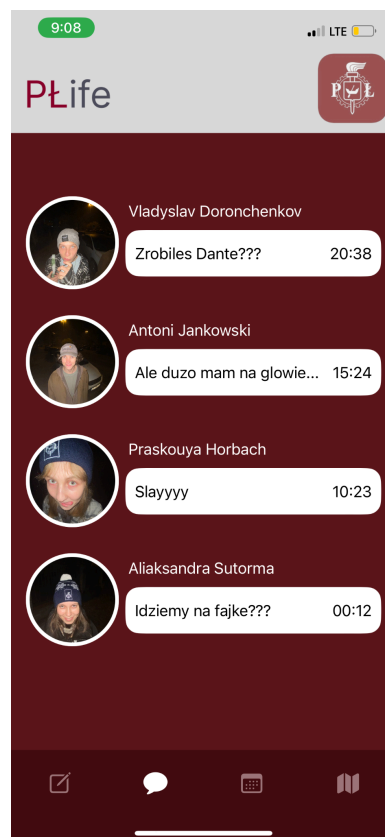 9:08
LTE
PŁife
P Ł
Vladyslav Doronchenkov
Zrobiles Dante???
20:38
Antoni Jankowski
Ale duzo mam na glowie...
15:24
Praskouya Horbach
Slayyyy
10:23
Aliaksandra Sutorma
Idziemy na fajke???
00:12